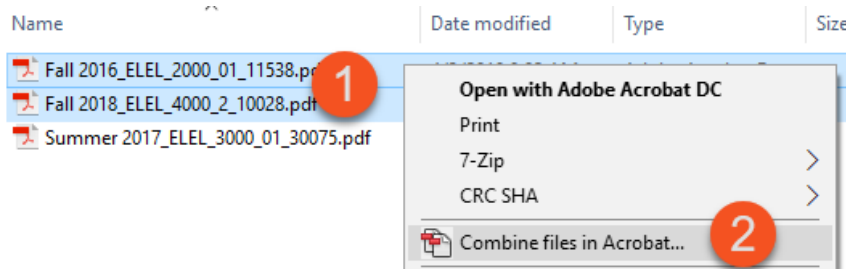 Name Date modified Type Size
Fall 2016_ELEL_2000_01_11538.pdf
1
Fall 2018_ELEL_4000_2_10028.pdf
Summer 2017_ELEL_3000_01_30075.pdf
Open with Adobe Acrobat DC
Print
7-Zip
CRC SHA
Combine files in Acrobat...
2